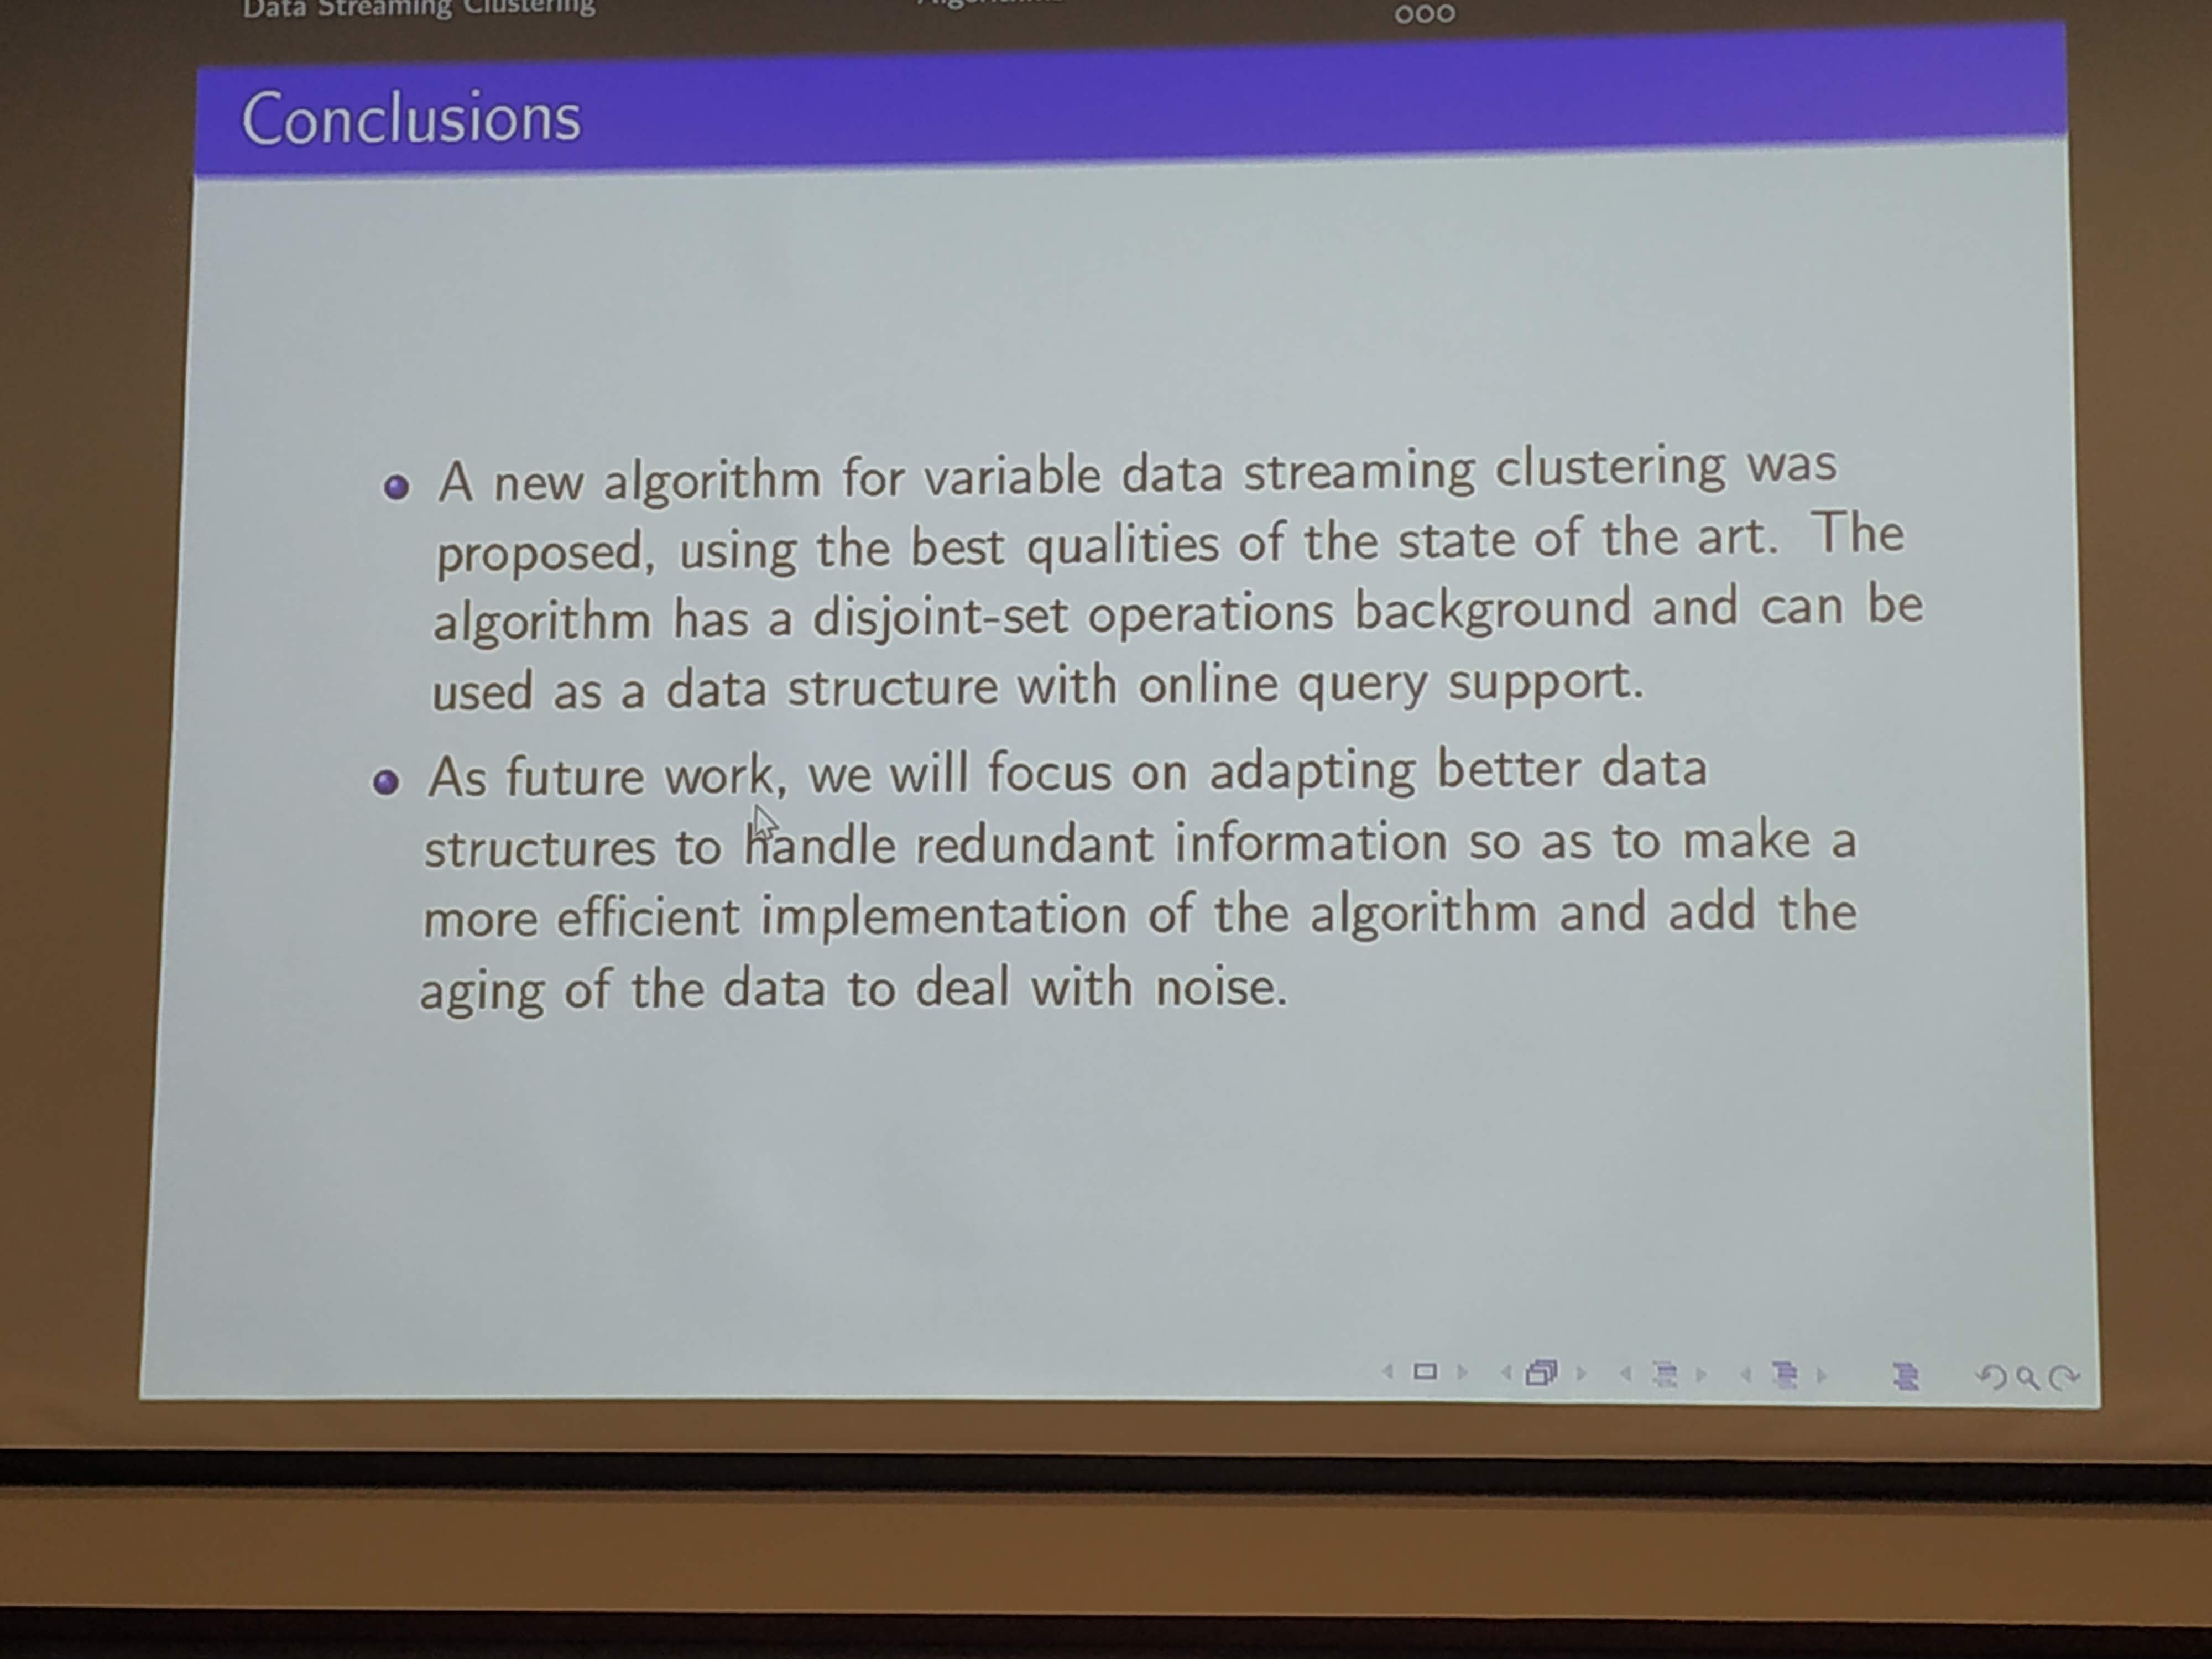 Data Streaming Clustering
Conclusions
A new algorithm for variable data streaming clustering was
proposed, using the best qualities of the state of the art. The
algorithm has a disjoint-set operations background and can be
used as a data structure with online query support.
As future work, we will focus on adapting better data
structures to handle redundant information so as to make a
more efficient implementation of the algorithm and add the
aging of the data to deal with noise.